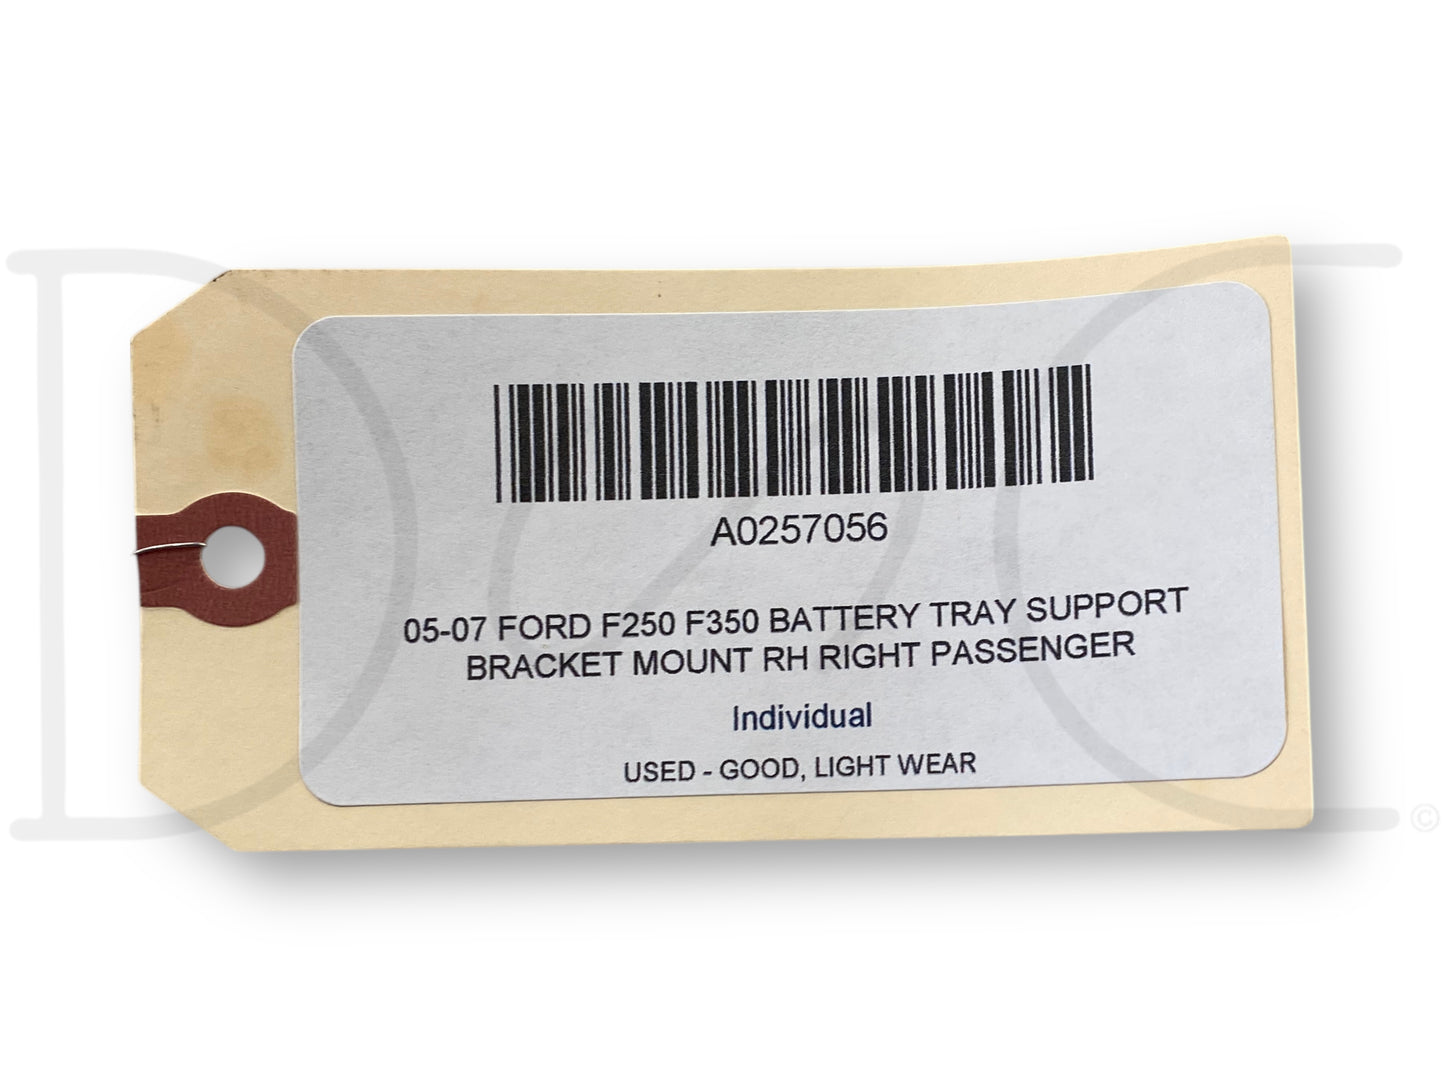 A0257056
05-07 FORD F250 F350 BATTERY TRAY SUPPORT
BRACKET MOUNT RH RIGHT PASSENGER
Individual
USED - GOOD, LIGHT WEAR
©